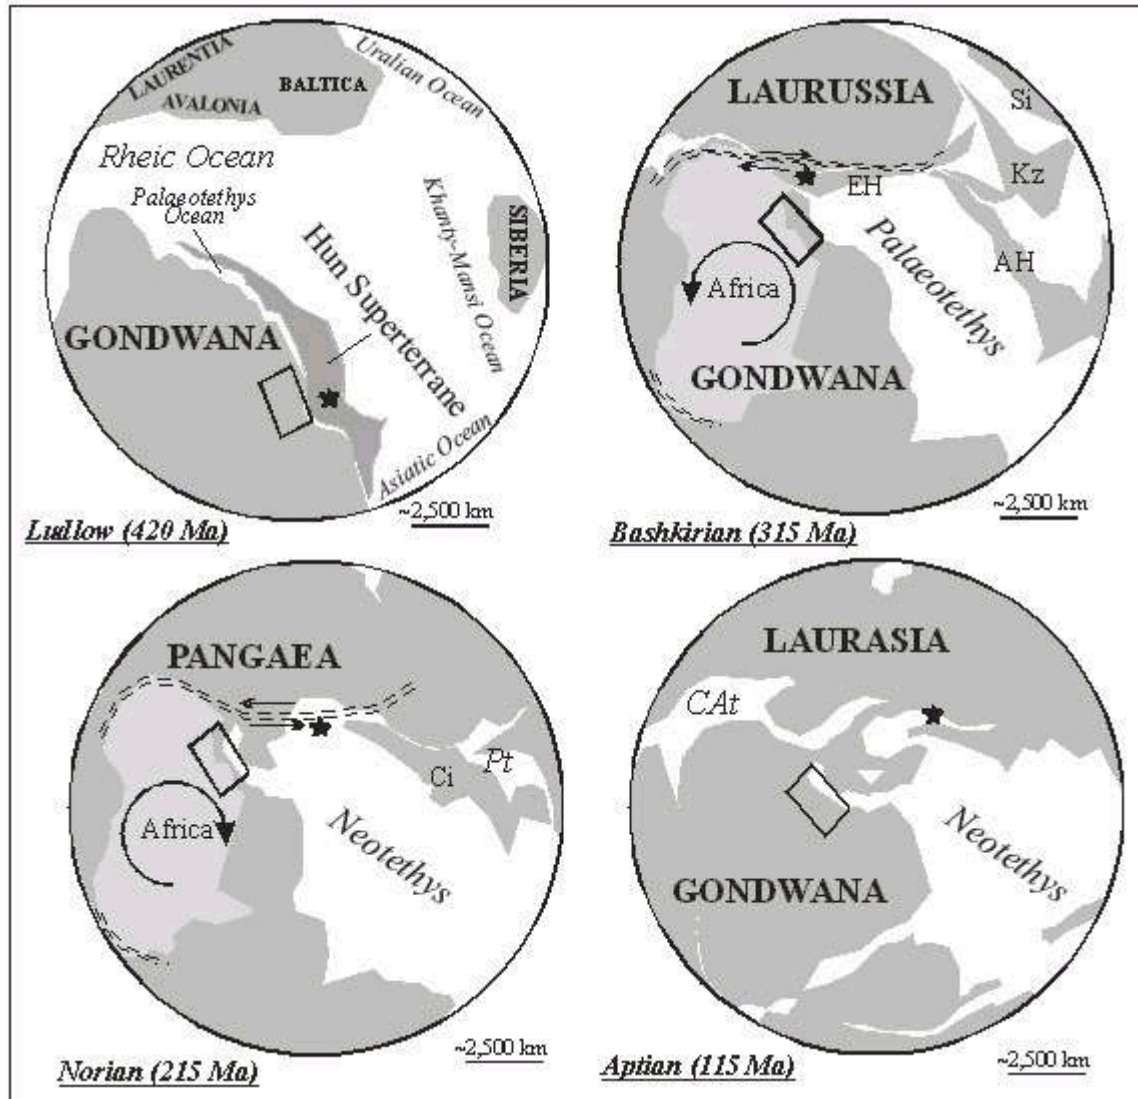 LAURENTIA
AVALONIA
BALTICA
Uralian Ocean
Rheic Ocean
Palaeotethys
Ocean
Khanty-Mansi Ocean
SIBERIA
Hun Superterrane
GONDWANA
Asiatic Ocean
~2,500 km
Ludlow (420 Ma)
LAURUSSIA
Si
Kz
EH
AH
Palaeotethys
Africa
GONDWANA
~2,500 km
Bashkirian (315 Ma)
PANGAEA
Pt
Ci
Africa
Neotethys
~2,500 km
Norian (215 Ma)
LAURASIA
CAt
Neotethys
GONDWANA
~2,500 km
Aptian (115 Ma)